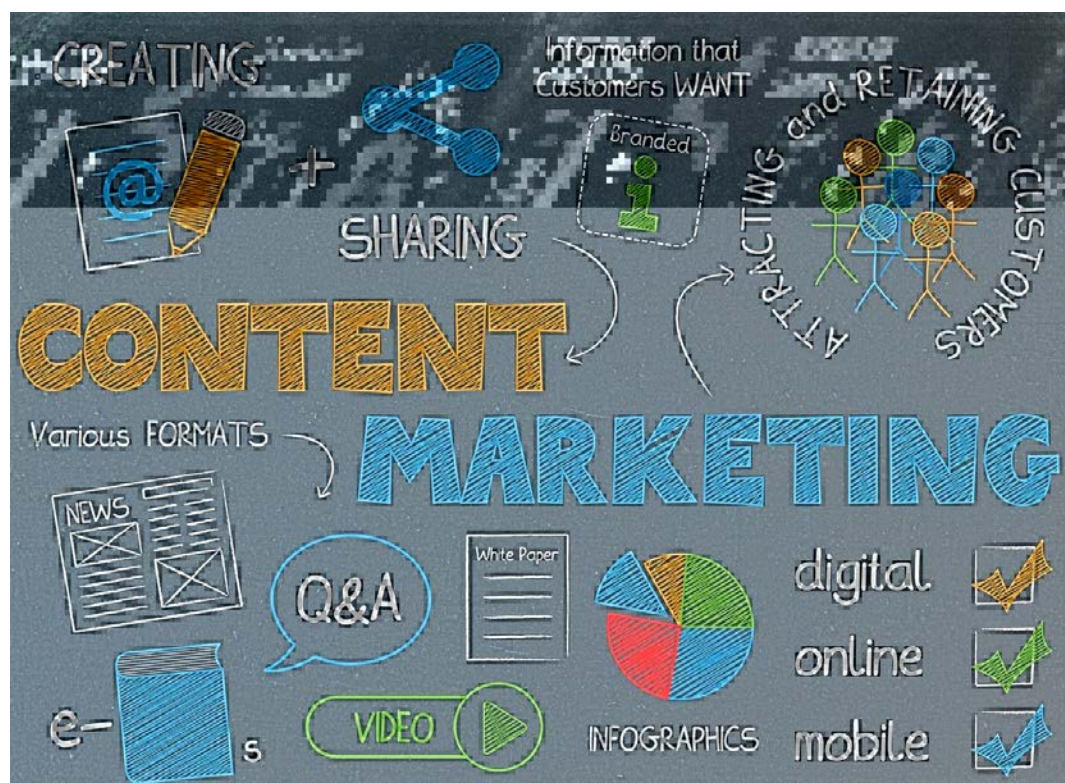 CREATING
+
SHARING
Information that
Customers WANT
Branded
i
ATTRACTING and RETAINING CUSTOMERS
@
CONTENT
MARKETING
Various FORMATS
NEWS
Q&A
White Paper
e-
s
VIDEO
INFOGRAPHICS
digital
online
mobile